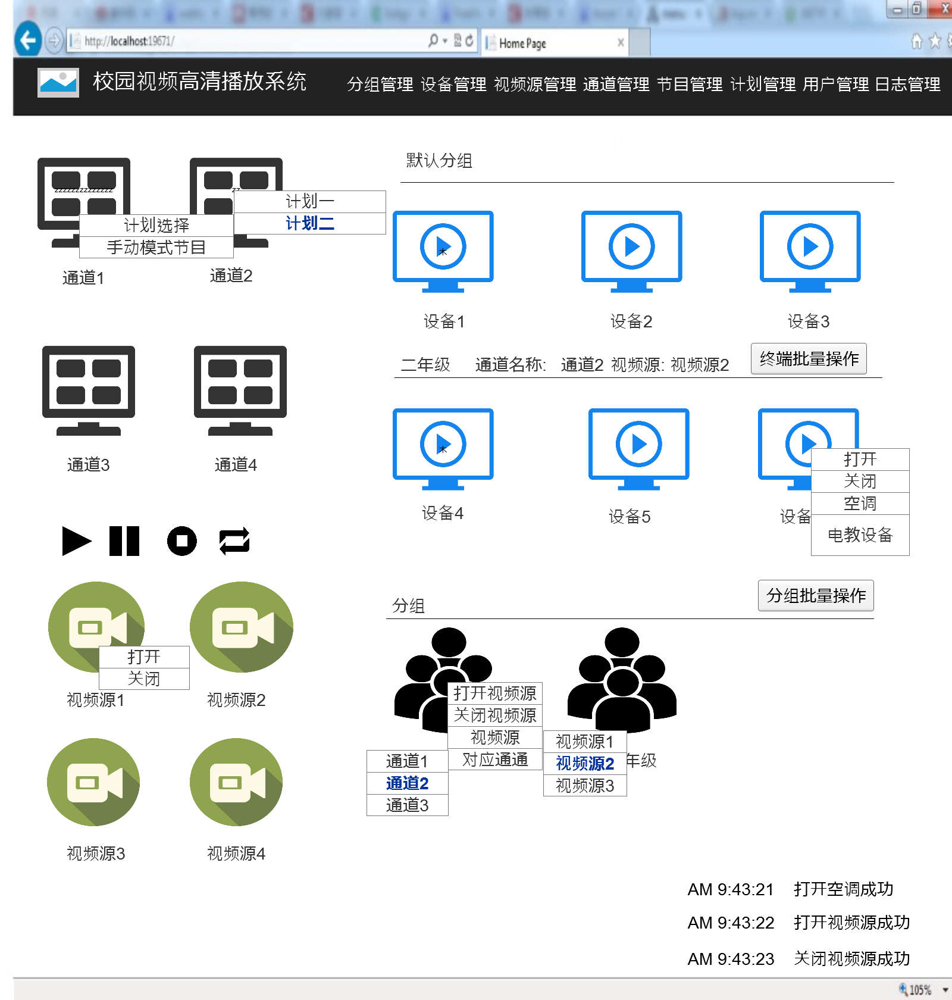 http://localhost:19671/
Home Page
校园视频高清播放系统
分组管理 设备管理 视频源管理 通道管理 节目管理 计划管理 用户管理 日志管理
默认分组
zzzzzzzzzzzzzz
zz
计划一
计划二
计划选择
手动模式节目
通道1
通道2
木
设备1
设备2
设备3
二年级 通道名称: 通道2 视频源: 视频源2
终端批量操作
通道3
通道4
木
设备4
设备5
设备
打开
关闭
空调
电教设备
分组
分组批量操作
打开
关闭
视频源1
视频源2
打开视频源
关闭视频源
视频源
对应通通
通道1
通道2
通道3
视频源1
视频源2
视频源3
年级
视频源3
视频源4
AM 9:43:21 打开空调成功
AM 9:43:22 打开视频源成功
AM 9:43:23 关闭视频源成功
105%